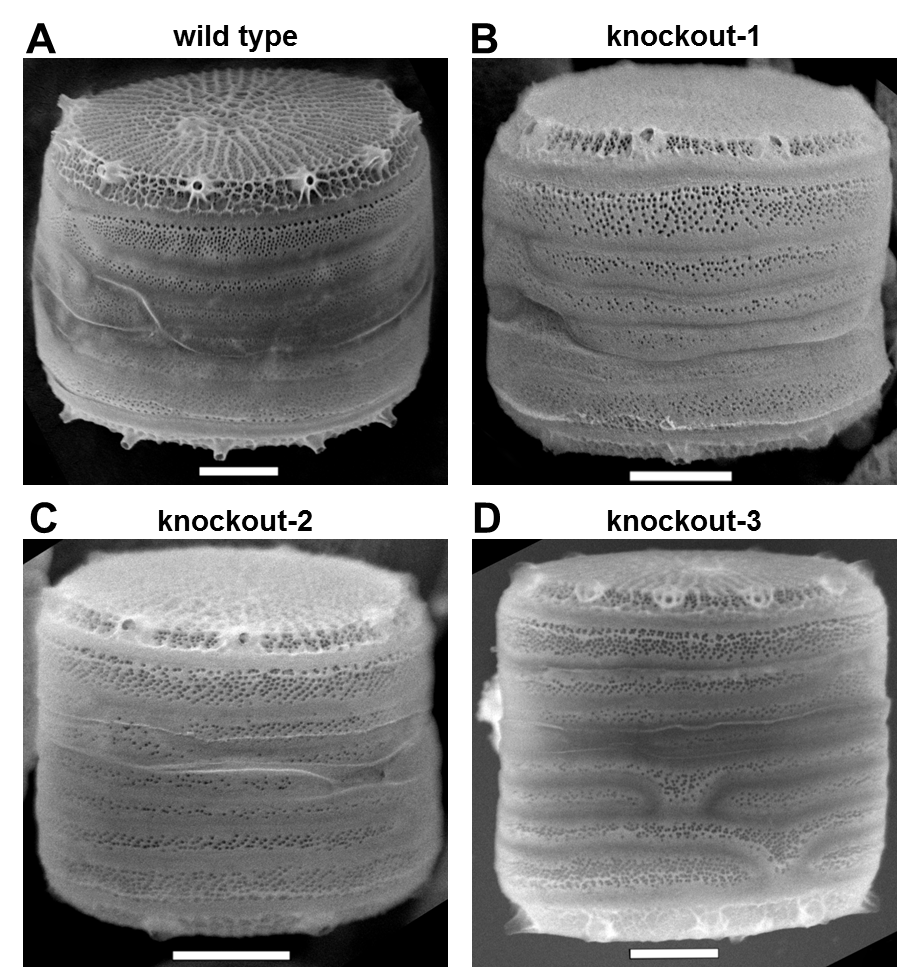 A wild type
B knockout-1
C knockout-2
D knockout-3